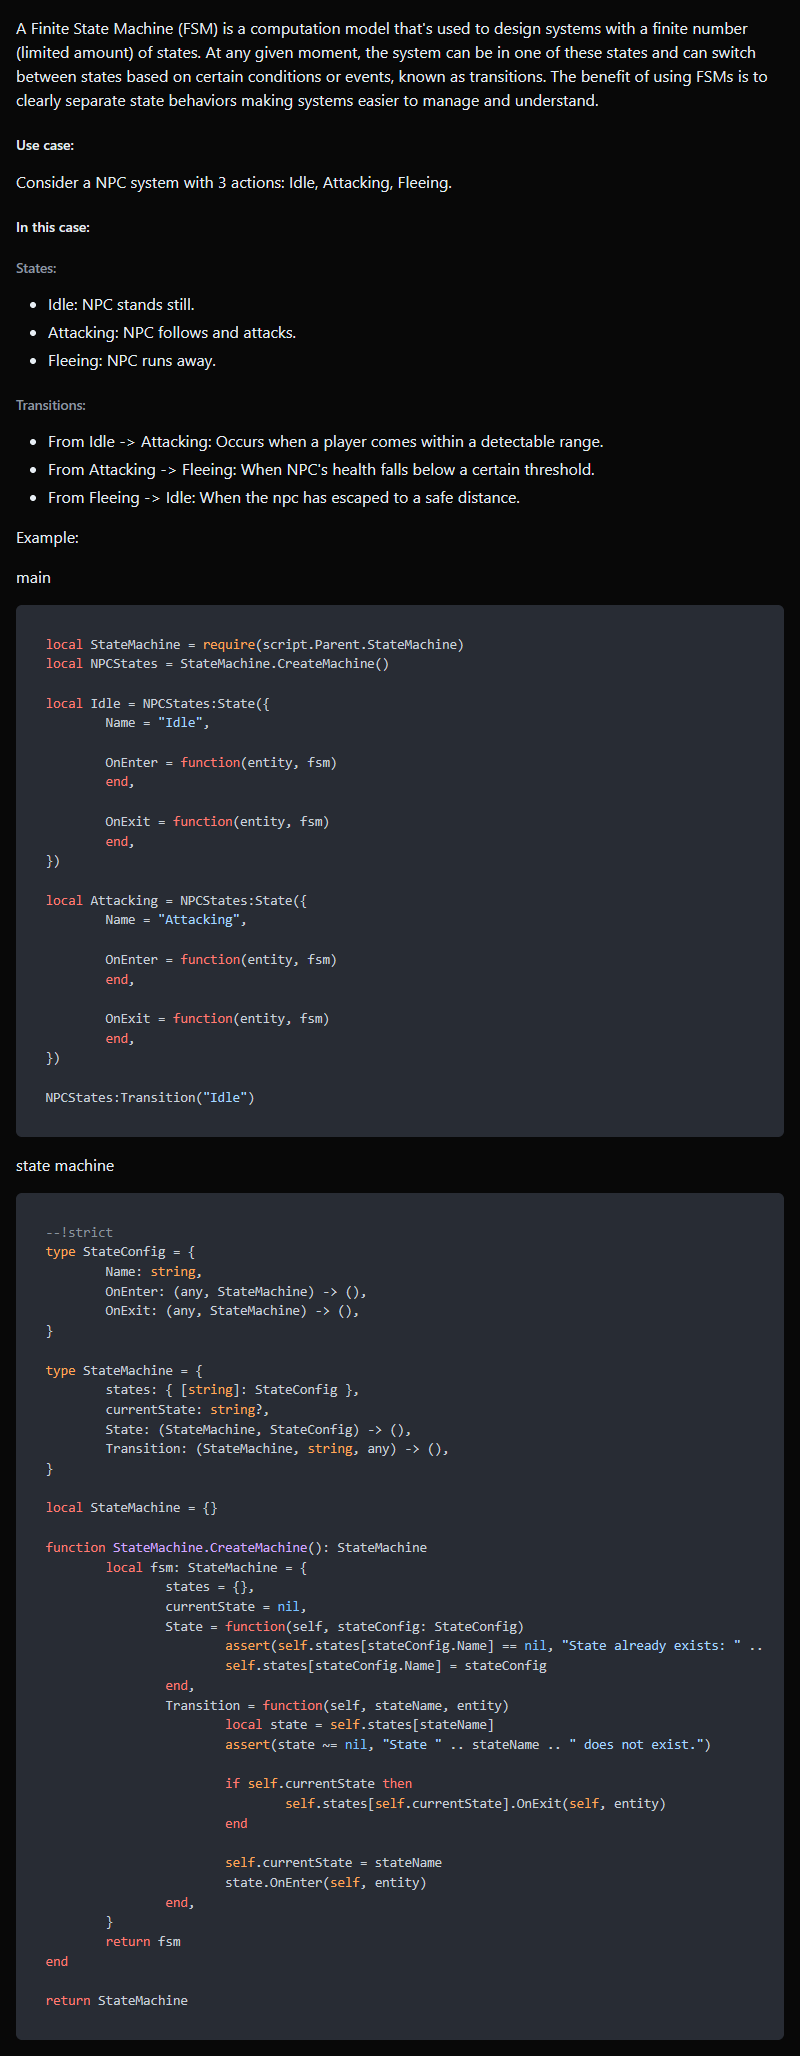 A Finite State Machine (FSM) is a computation model that's used to design systems with a finite number
(limited amount) of states. At any given moment, the system can be in one of these states and can switch
between states based on certain conditions or events, known as transitions. The benefit of using FSMs is to
clearly separate state behaviors making systems easier to manage and understand.
Use case:
Consider a NPC system with 3 actions: Idle, Attacking, Fleeing.
In this case:
States:
• Idle: NPC stands still.
• Attacking: NPC follows and attacks.
• Fleeing: NPC runs away.
Transitions:
• From Idle -> Attacking: Occurs when a player comes within a detectable range.
• From Attacking -> Fleeing: When NPC's health falls below a certain threshold.
• From Fleeing -> Idle: When the npc has escaped to a safe distance.
Example:
main
local StateMachine = require(script.Parent.StateMachine)
local NPCStates = StateMachine.CreateMachine()
local Idle = NPCStates:State({
Name = "Idle",
OnEnter = function(entity, fsm)
end,
OnExit = function(entity, fsm)
end,
})
local Attacking = NPCStates:State({
Name = "Attacking",
OnEnter = function(entity, fsm)
end,
OnExit = function(entity, fsm)
end,
})
NPCStates:Transition("Idle")
state machine
--!strict
type StateConfig = {
Name: string,
OnEnter: (any, StateMachine) -> (),
OnExit: (any, StateMachine) -> (),
}
type StateMachine = {
states: { [string]: StateConfig },
currentState: string?,
State: (StateMachine, StateConfig) -> (),
Transition: (StateMachine, string, any) -> (),
}
local StateMachine = {}
function StateMachine.CreateMachine(): StateMachine
local fsm: StateMachine = {
states = {},
currentState = nil,
State = function(self, stateConfig: StateConfig)
assert(self.states[stateConfig.Name] == nil, "State already exists: " ..
self.states[stateConfig.Name] = stateConfig
end,
Transition = function(self, stateName, entity)
local state = self.states[stateName]
assert(state ~= nil, "State " .. stateName .. " does not exist.")
if self.currentState then
self.states[self.currentState].OnExit(self, entity)
end
self.currentState = stateName
state.OnEnter(self, entity)
end,
}
return fsm
end
return StateMachine